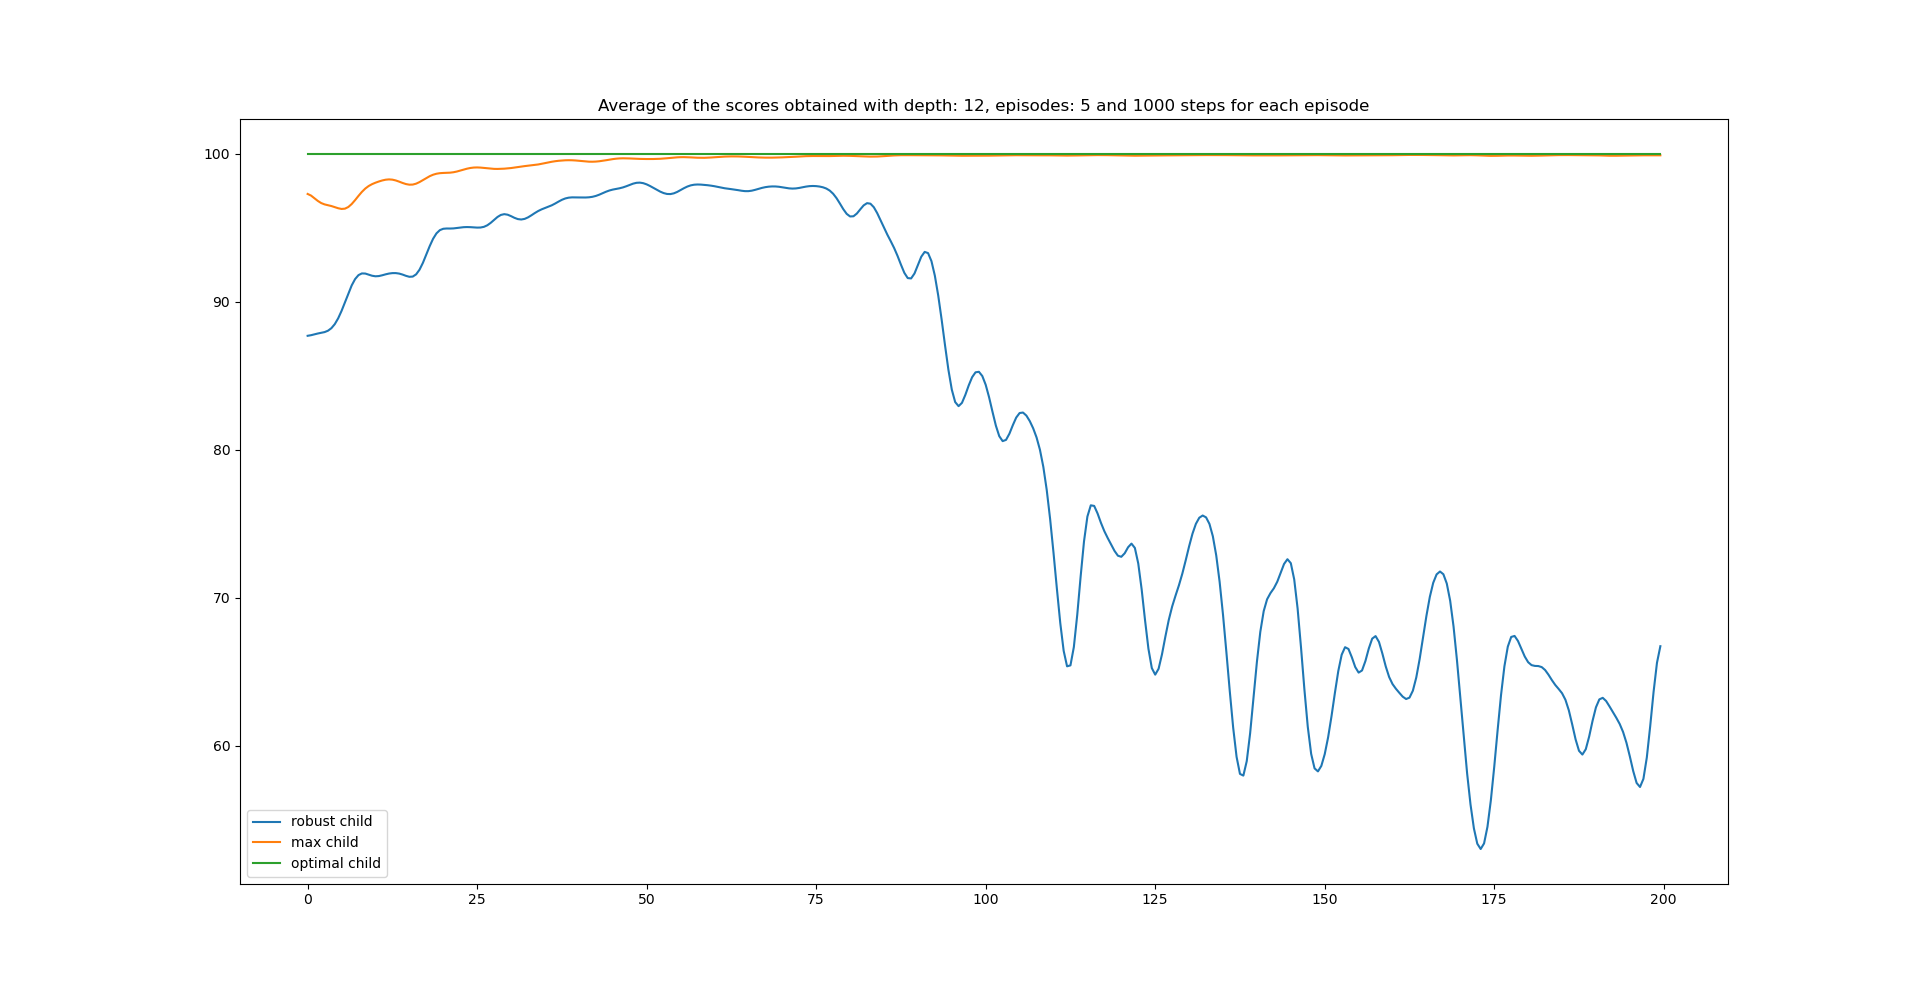 Average of the scores obtained with depth: 12, episodes: 5 and 1000 steps for each episode
100
90
80
70
60
robust child
max child
optimal child
0 25 50 75 100 125 150 175 200